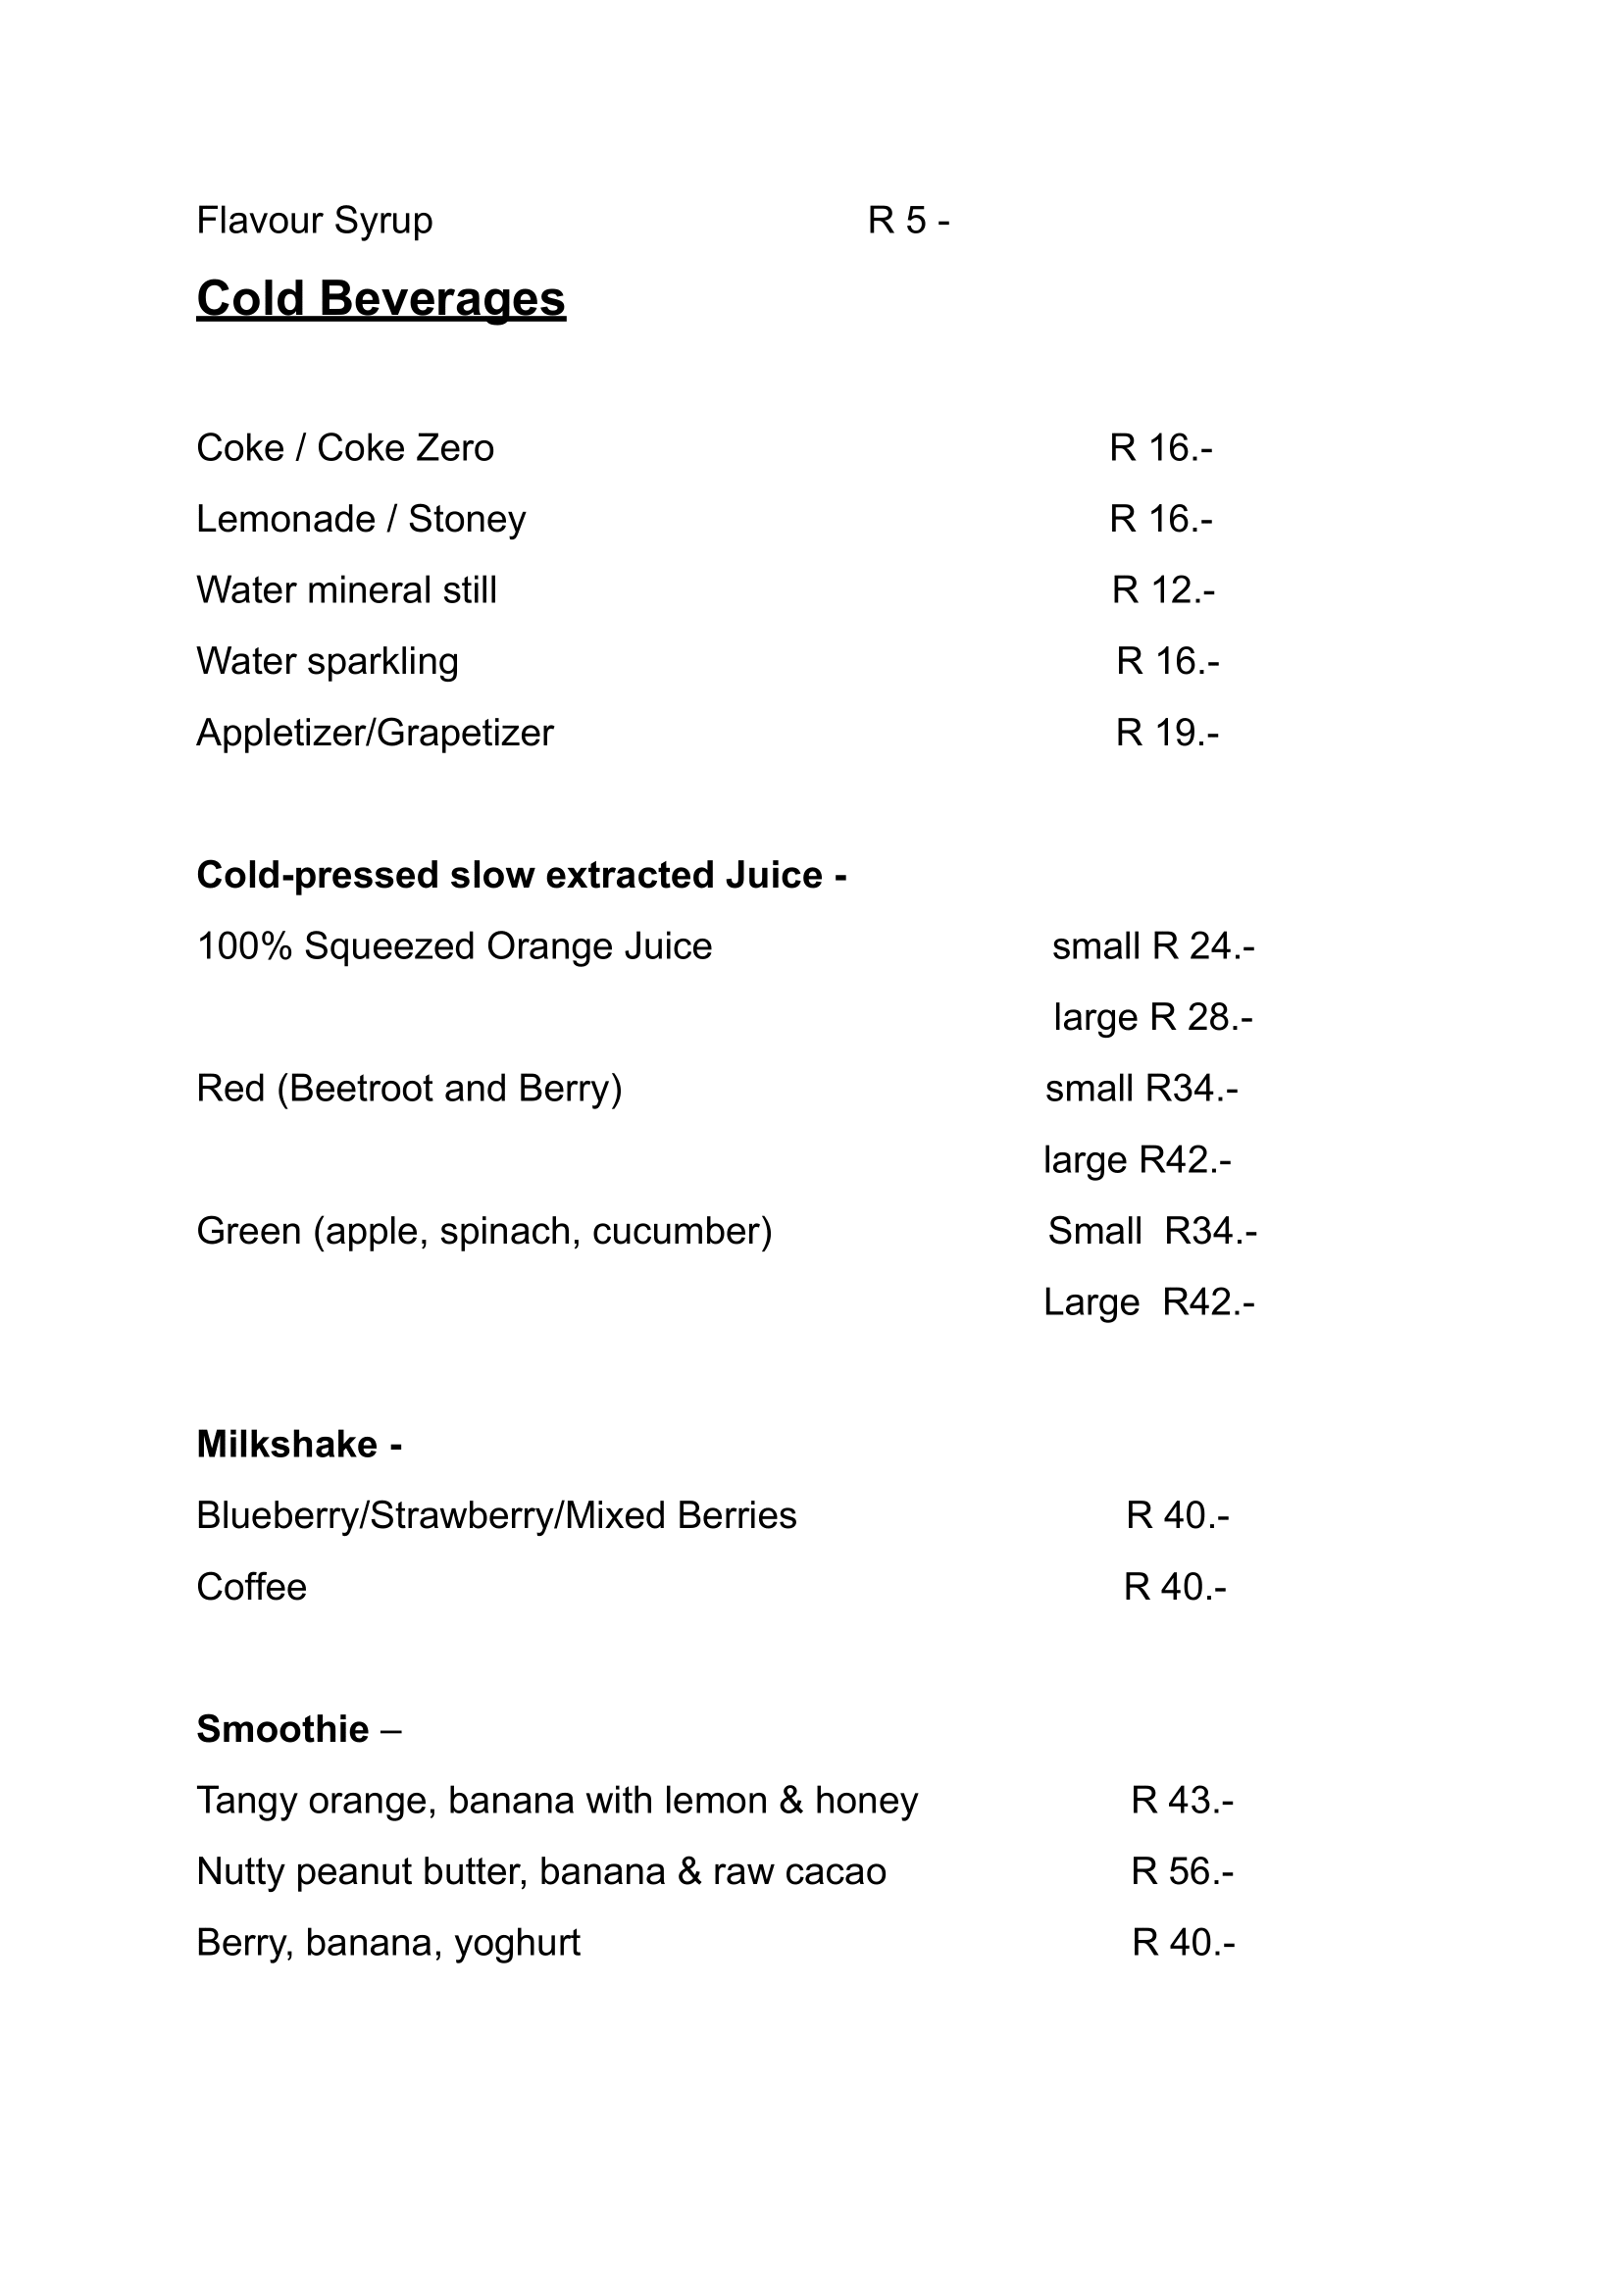 Flavour Syrup R 5 -
Cold Beverages
Coke / Coke Zero R 16.-
Lemonade / Stoney R 16.-
Water mineral still R 12.-
Water sparkling R 16.-
Appletizer/Grapetizer R 19.-
Cold-pressed slow extracted Juice -
100% Squeezed Orange Juice small R 24.-
large R 28.-
Red (Beetroot and Berry) small R34.-
large R42.-
Green (apple, spinach, cucumber) Small R34.-
Large R42.-
Milkshake -
Blueberry/Strawberry/Mixed Berries R 40.-
Coffee R 40.-
Smoothie –
Tangy orange, banana with lemon & honey R 43.-
Nutty peanut butter, banana & raw cacao R 56.-
Berry, banana, yoghurt R 40.-